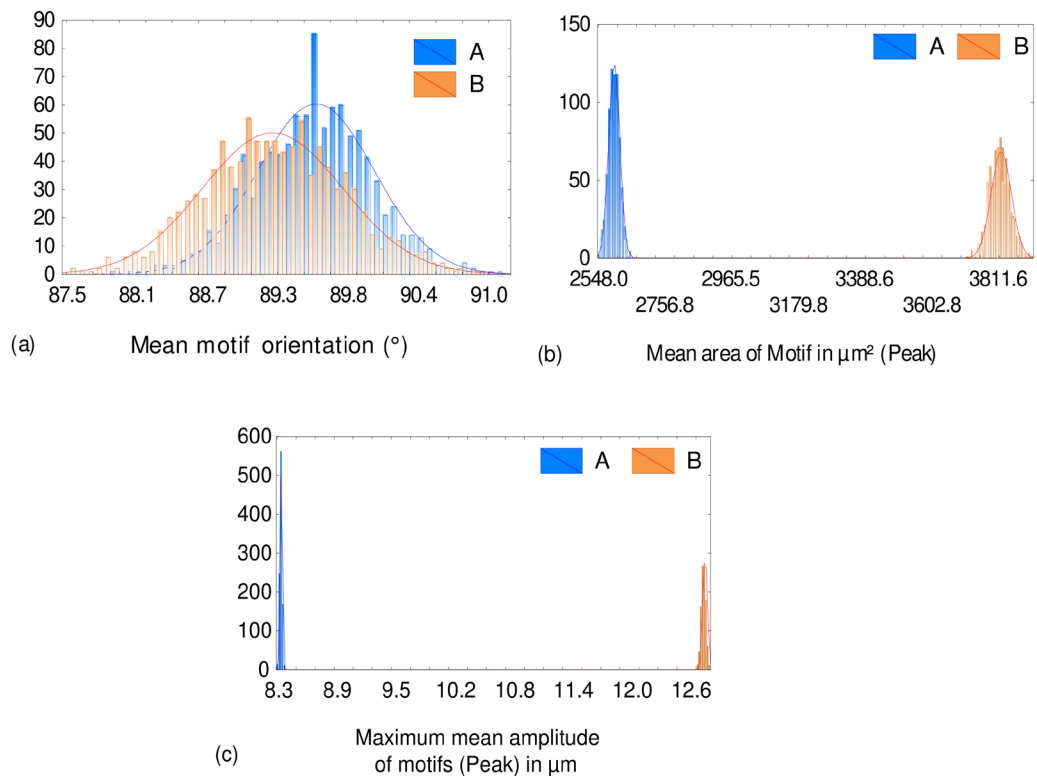 90
80
70
60
50
40
30
20
10
0
A
B
87.5 88.1 88.7 89.3 89.8 90.4 91.0
(a) Mean motif orientation (°)
150
100
50
0
A B
2548.0 2965.5 3388.6 3811.6
2756.8 3179.8 3602.8
(b) Mean area of Motif in µm² (Peak)
600
500
400
300
200
100
0
A B
8.3 8.9 9.5 10.2 10.8 11.4 12.0 12.6
(c) Maximum mean amplitude
of motifs (Peak) in µm